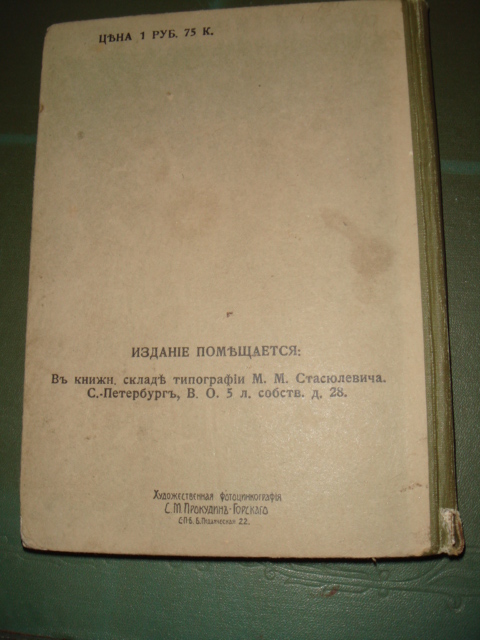 ЦѢНА 1 РУБ. 75 К.
ИЗДАНІЕ ПОМѢЩАЕТСЯ:
Въ книжн. складѣ типографіи М. М. Стасюлевича.
С.-Петербургъ, В. О. 5 л. собств. д. 28.
Художественная фотоцинкографія
С. М. Прокудинъ-Горскаго
СПБ. Б. Подьяческая 22.